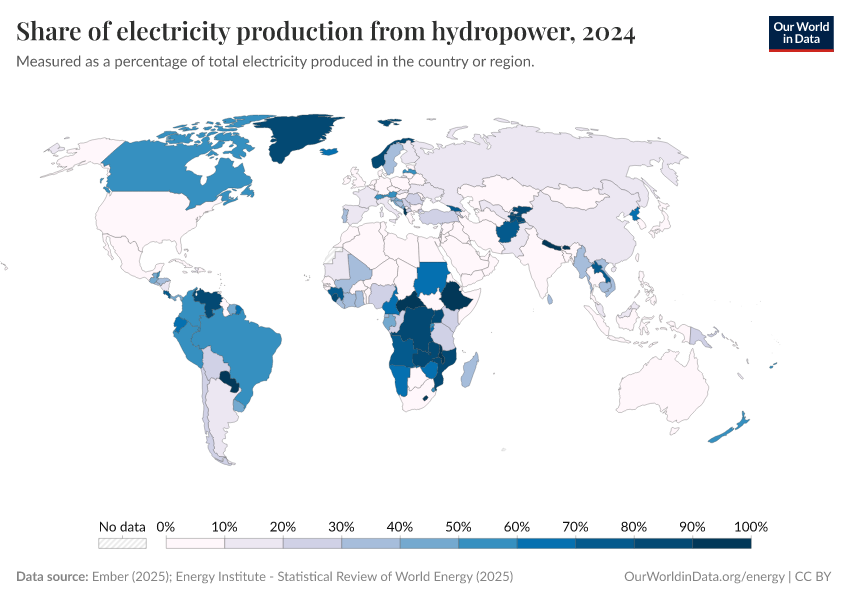 Share of electricity production from hydropower, 2024
Our World
in Data
Measured as a percentage of total electricity produced in the country or region.
No data 0% 10% 20% 30% 40% 50% 60% 70% 80% 90% 100%
Data source: Ember (2025); Energy Institute - Statistical Review of World Energy (2025)
OurWorldinData.org/energy | CC BY